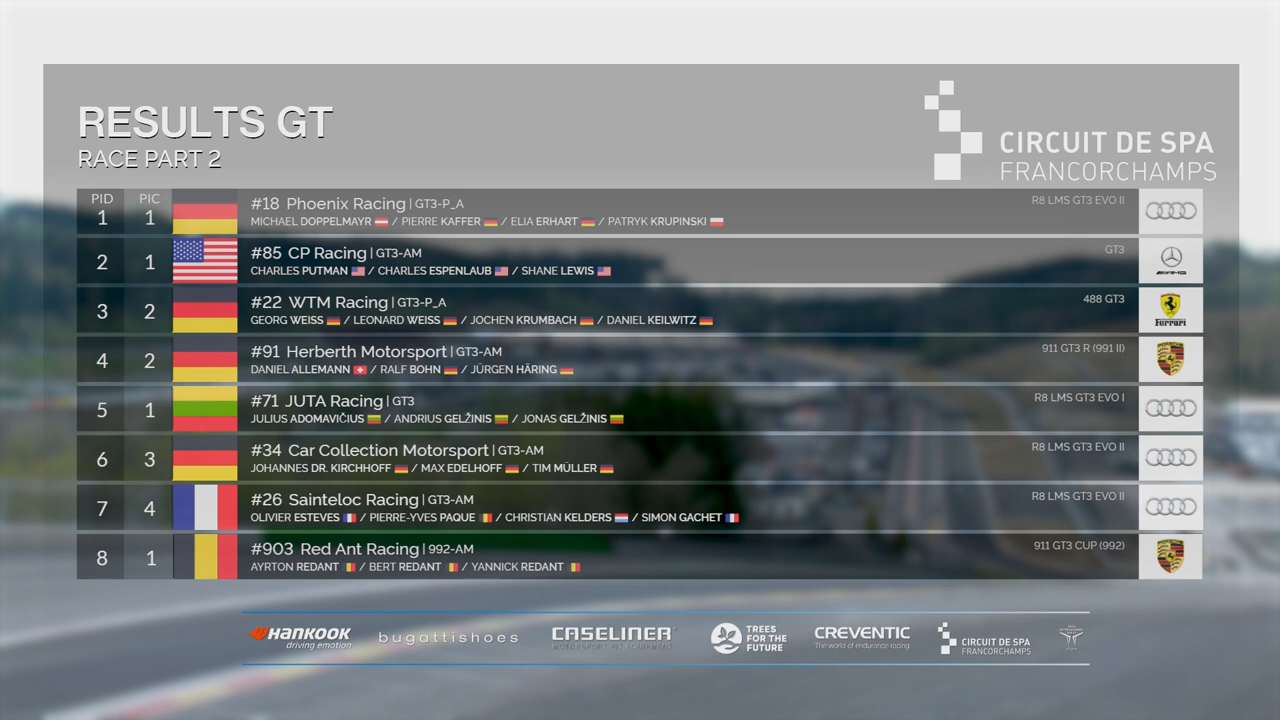 RESULTS GT
RACE PART 2
CIRCUIT DE SPA
FRANCORCHAMPS
PID PIC
1 1 #18 Phoenix Racing | GT3-P_A R8 LMS GT3 EVO II
MICHAEL DOPPELMAYR / PIERRE KAFFER / ELIA ERHART / PATRYK KRUPINSKI
2 1 #85 CP Racing | GT3-AM GT3
CHARLES PUTMAN / CHARLES ESPENLAUB / SHANE LEWIS
AMG
3 2 #22 WTM Racing | GT3-P_A 488 GT3
GEORG WEISS / LEONARD WEISS / JOCHEN KRUMBACH / DANIEL KEILWITZ
Ferrari
4 2 #91 Herberth Motorsport | GT3-AM 911 GT3 R (991 II)
DANIEL ALLEMANN / RALF BOHN / JÜRGEN HÄRING
5 1 #71 JUTA Racing | GT3 R8 LMS GT3 EVO I
JULIUS ADOMAVIČIUS / ANDRIUS GELŽINIS / JONAS GELŽINIS
6 3 #34 Car Collection Motorsport | GT3-AM R8 LMS GT3 EVO II
JOHANNES DR. KIRCHHOFF / MAX EDELHOFF / TIM MÜLLER
7 4 #26 Sainteloc Racing | GT3-AM R8 LMS GT3 EVO II
OLIVIER ESTEVES / PIERRE-YVES PAQUE / CHRISTIAN KELDERS / SIMON GACHET
8 1 #903 Red Ant Racing | 992-AM 911 GT3 CUP (992)
AYRTON REDANT / BERT REDANT / YANNICK REDANT
HANKOOK
driving emotion
bugattishoes
CASELINER
MOTORSPORT PIT EQUIPMENT
TREES
FOR THE
FUTURE
CREVENTIC
The world of endurance racing
CIRCUIT DE SPA
FRANCORCHAMPS